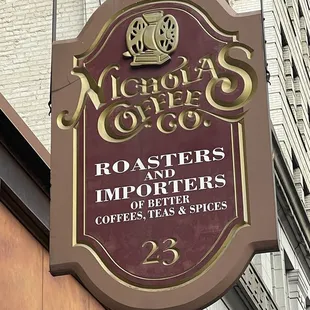 NICHOLAS
COFFEE
CO.
ROASTERS
AND
IMPORTERS
OF BETTER
COFFEES, TEAS & SPICES
23